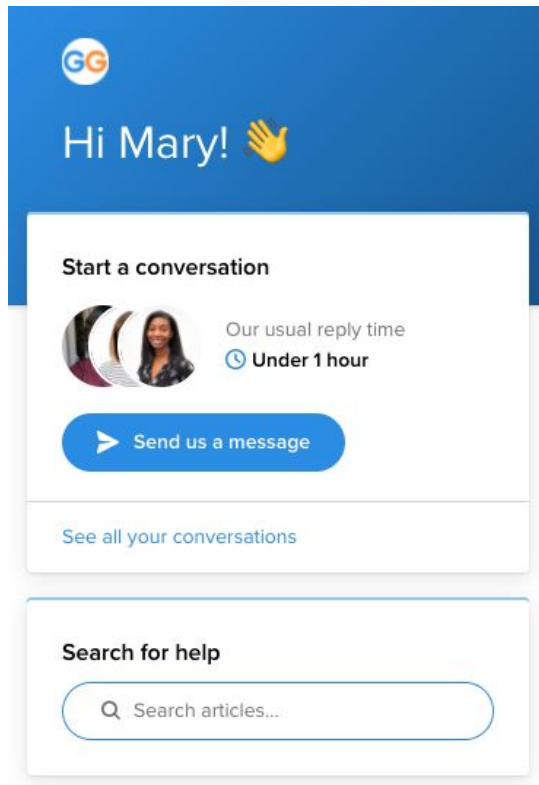 GG
Hi Mary! 👋
Start a conversation
Our usual reply time
Under 1 hour
Send us a message
See all your conversations
Search for help
Search articles...